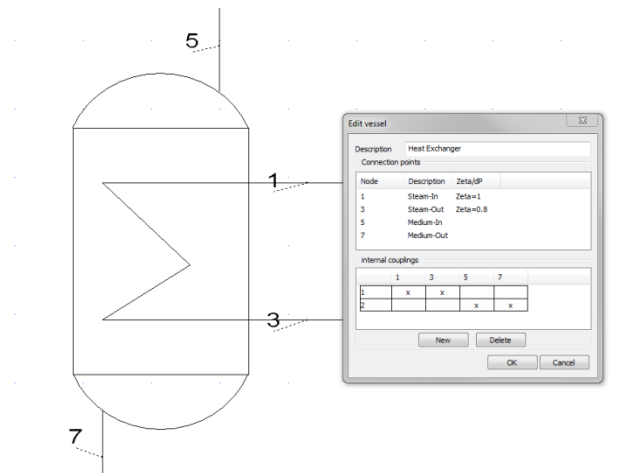 5
1
3
7
Edit vessel
Description Heat Exchanger
Connection points
Node Description Zeta/dP
1 Steam-In Zeta=1
3 Steam-Out Zeta=0.8
5 Medium-In
7 Medium-Out
internal couplings
1 3 5 7
1 x x
2 x x
New Delete
OK Cancel